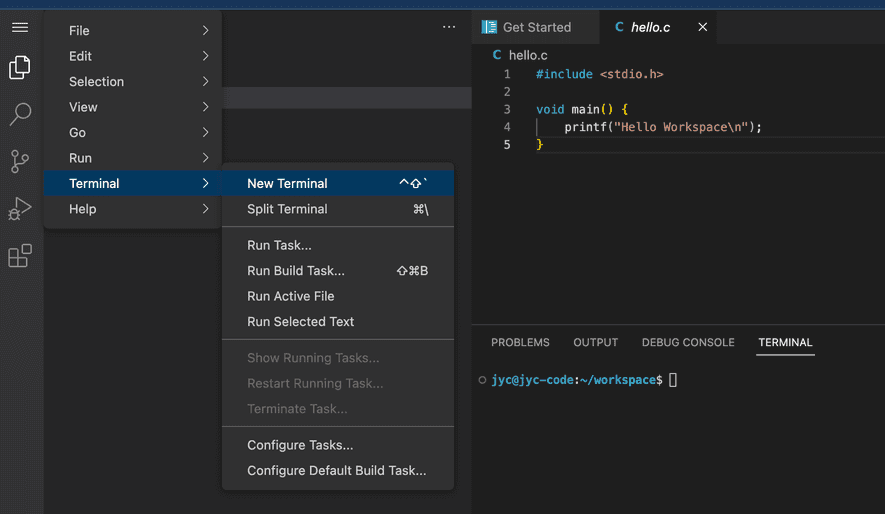 File
Edit
Selection
View
Go
Run
Terminal
Help
New Terminal ^⇧`
Split Terminal ⌘\
Run Task...
Run Build Task... ⇧⌘B
Run Active File
Run Selected Text
Show Running Tasks...
Restart Running Task...
Terminate Task...
Configure Tasks...
Configure Default Build Task...
Get Started
C hello.c
C hello.c
1 #include <stdio.h>
2
3 void main() {
4     printf("Hello Workspace\n");
5 }
PROBLEMS OUTPUT DEBUG CONSOLE TERMINAL
jyc@jyc-code:~/workspace$